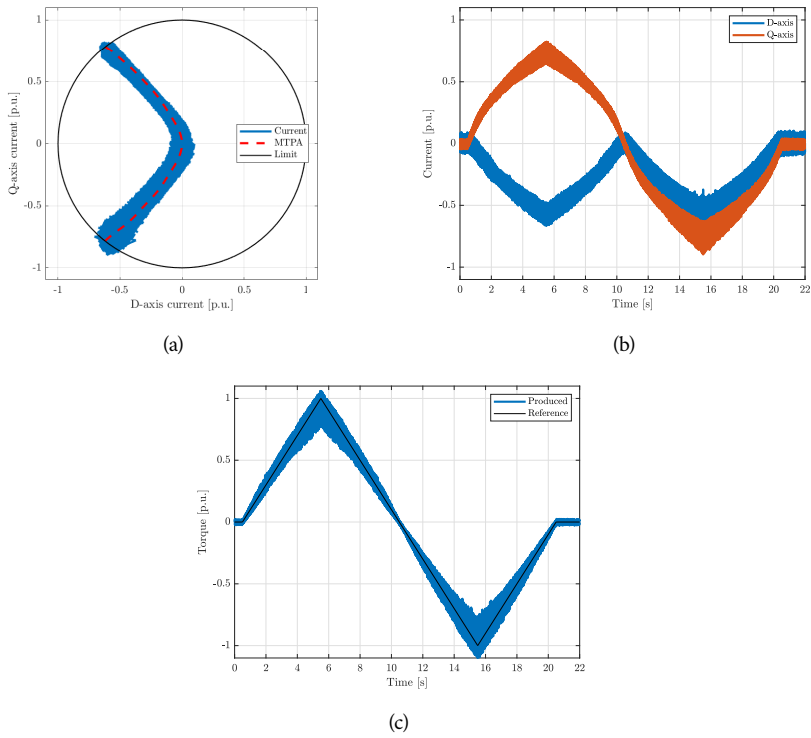 1
0.5
0
-0.5
-1
-1
-0.5
0
0.5
1
Q-axis current [p.u.]
D-axis current [p.u.]
Current
MTPA
Limit
(a)
1
0.5
0
-0.5
-1
0 2 4 6 8 10 12 14 16 18 20 22
Current [p.u.]
Time [s]
D-axis
Q-axis
(b)
1
0.5
0
-0.5
-1
0 2 4 6 8 10 12 14 16 18 20 22
Torque [p.u.]
Time [s]
Produced
Reference
(c)